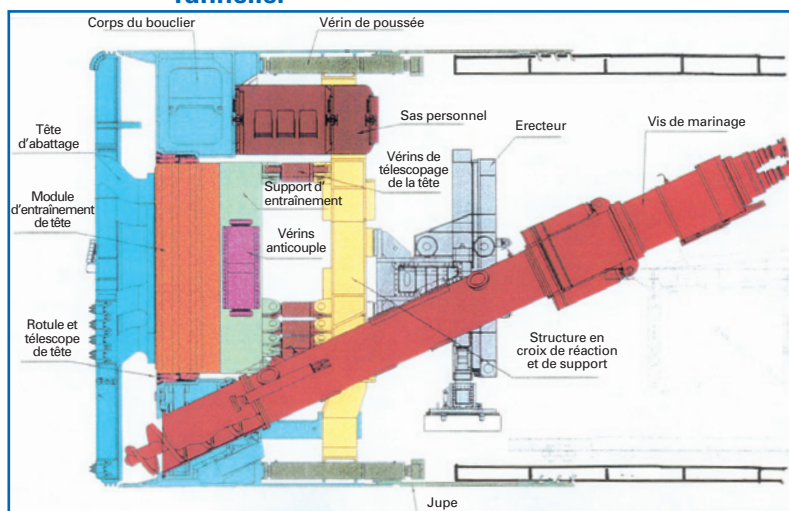 Tunnelier
Corps du bouclier
Vérin de poussée
Sas personnel
Erecteur
Vis de marinage
Tête
d'abattage
Vérins de
télescopage
de la tête
Support d'
entraînement
Module
d'entraînement
de tête
Vérins
anticouple
Rotule et
télescope
de tête
Structure en
croix de réaction
et de support
Jupe